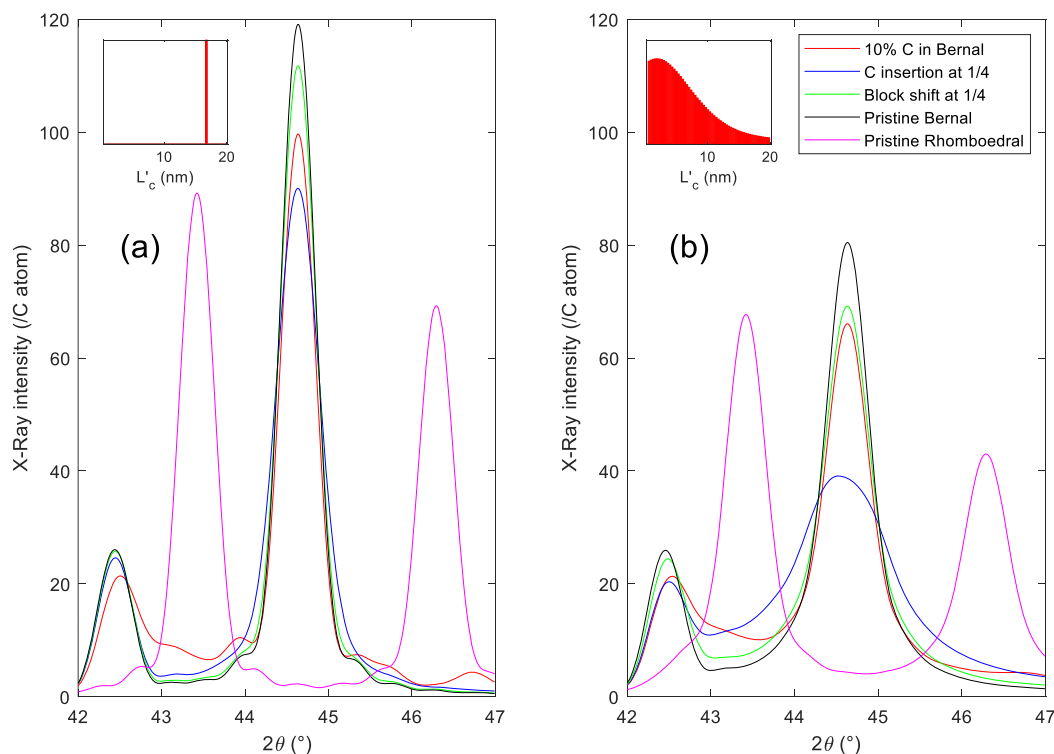 120
100
80
60
40
20
0
42
43
44
45
46
47
2θ (°)
X-Ray intensity (/C atom)
(a)
10
20
L'c (nm)
120
100
80
60
40
20
0
42
43
44
45
46
47
2θ (°)
X-Ray intensity (/C atom)
(b)
10
20
L'c (nm)
10% C in Bernal
C insertion at 1/4
Block shift at 1/4
Pristine Bernal
Pristine Rhomboedral